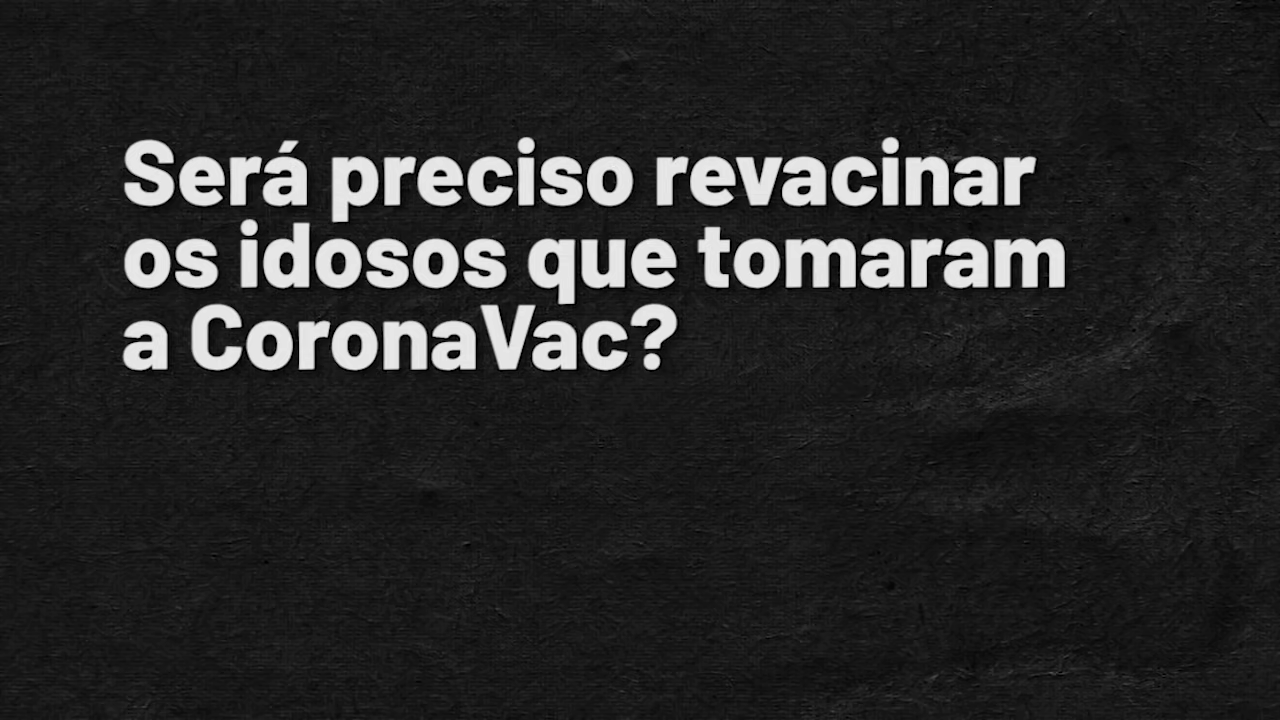 Será preciso revacinar
os idosos que tomaram
a CoronaVac?